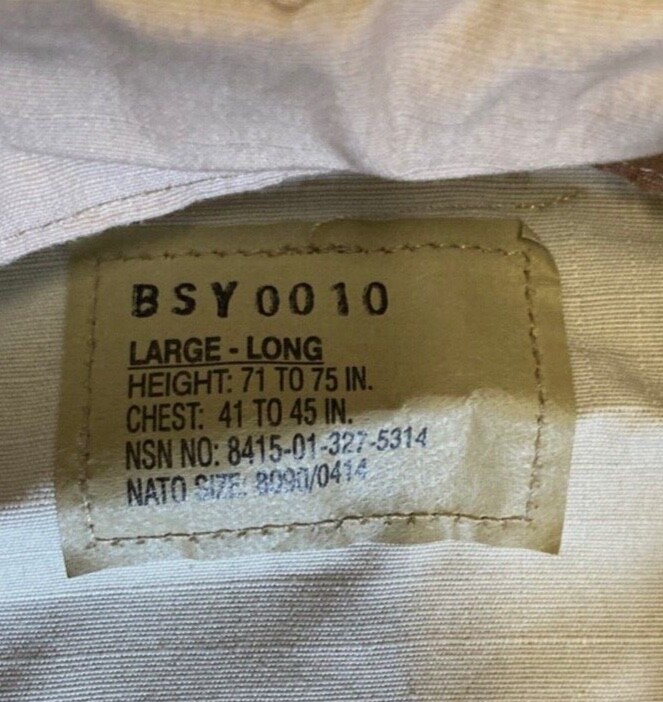 BSY0010
LARGE - LONG
HEIGHT: 71 TO 75 IN.
CHEST: 41 TO 45 IN.
NSN NO: 8415-01-327-5314
NATO SIZE: 8090/0414